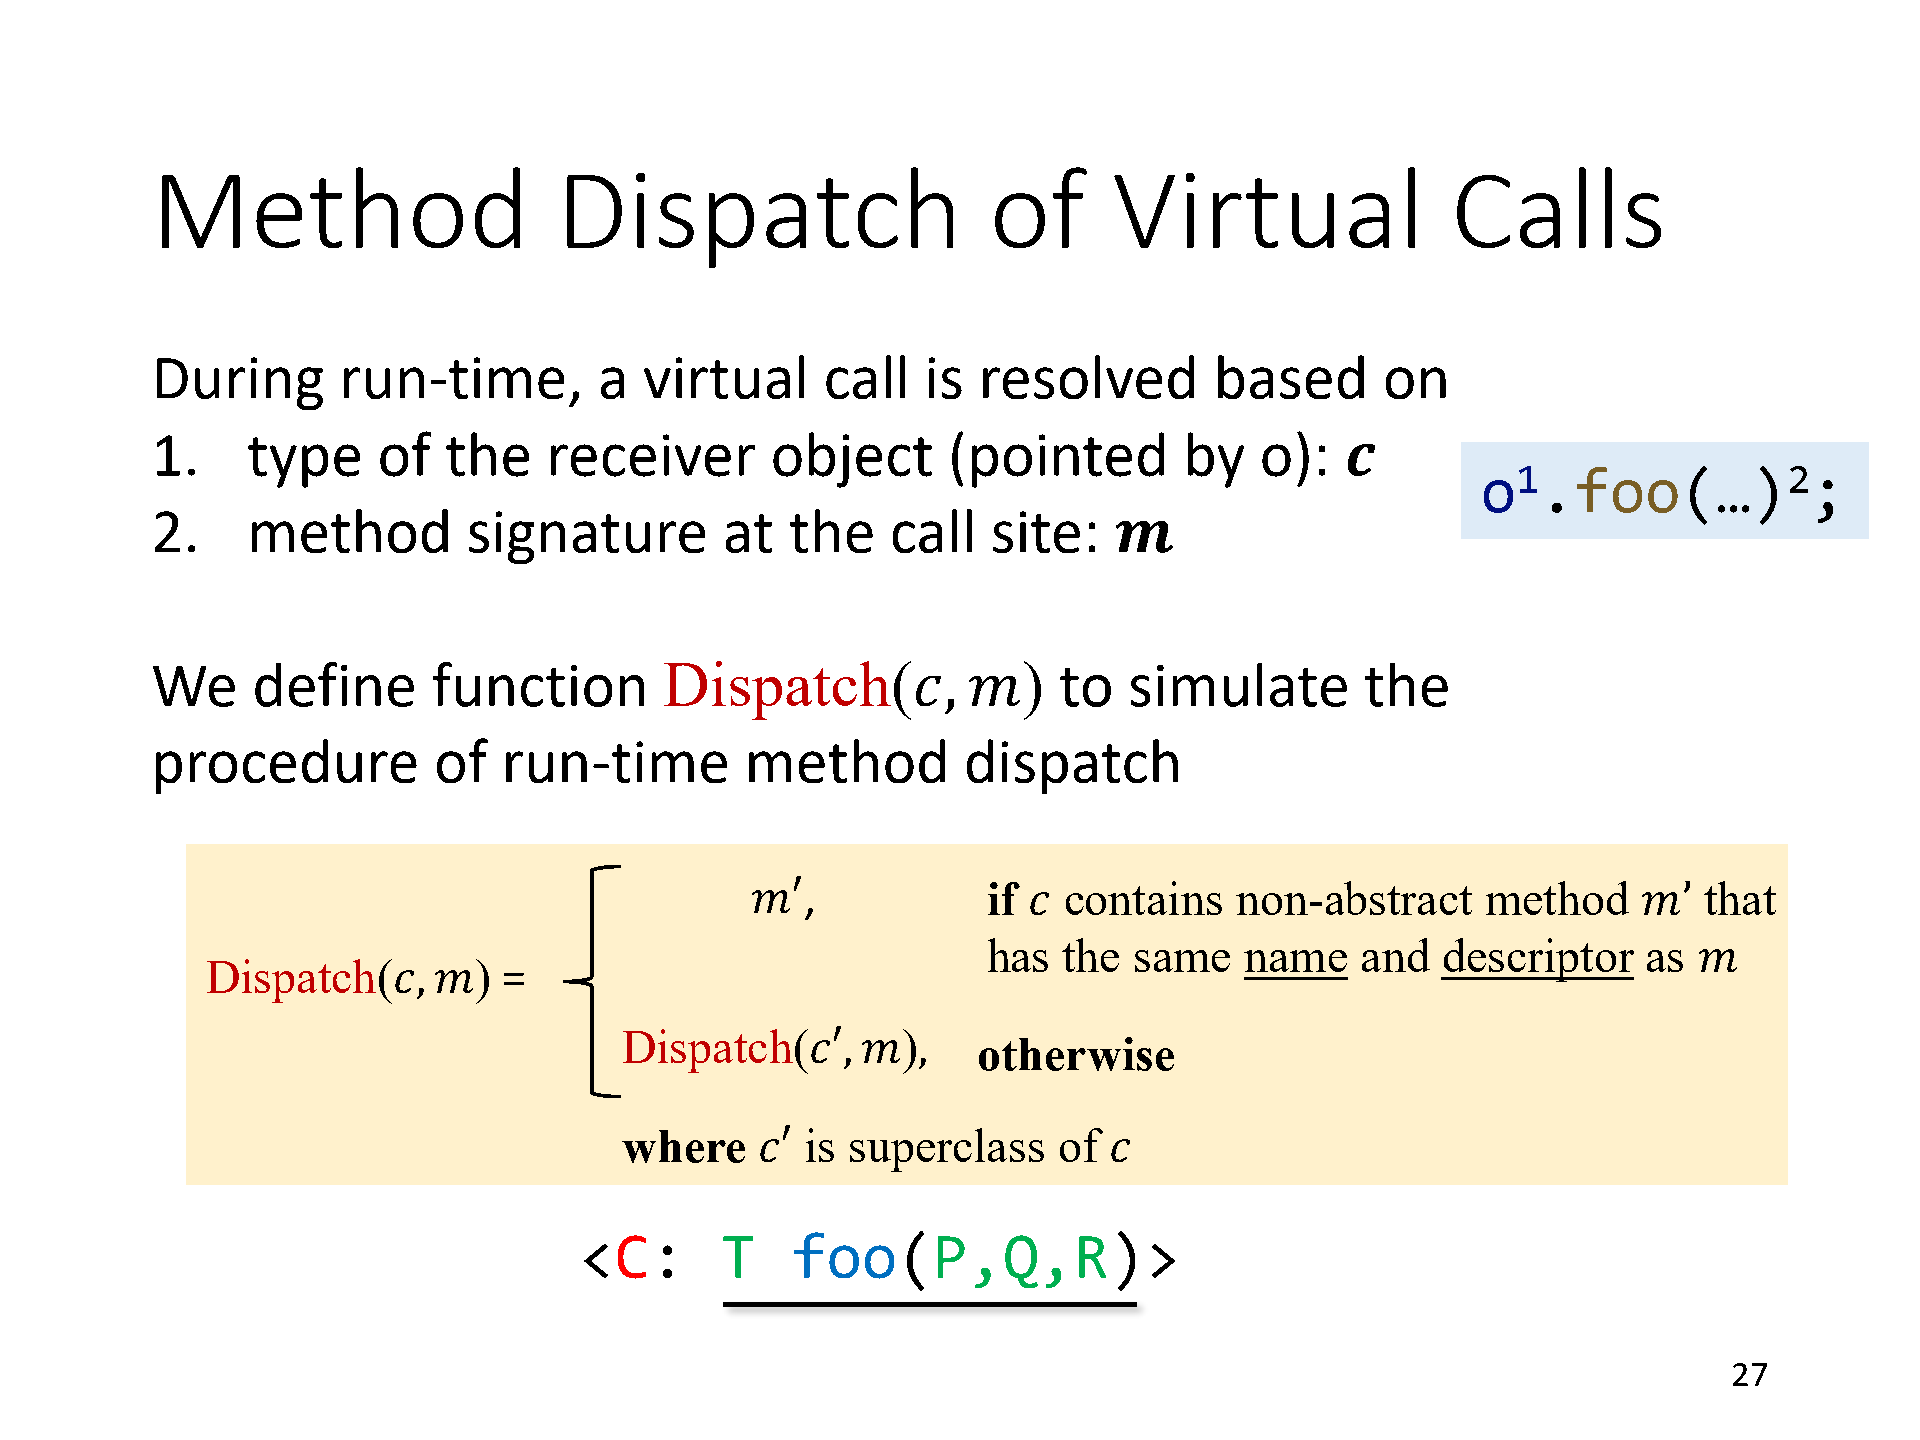 Method Dispatch of Virtual Calls
During run-time, a virtual call is resolved based on
1. type of the receiver object (pointed by o): c
2. method signature at the call site: m
o¹.foo(…)²;
We define function Dispatch(c, m) to simulate the
procedure of run-time method dispatch
Dispatch(c, m) =
m′, if c contains non-abstract method m’ that
has the same name and descriptor as m
Dispatch(c′, m), otherwise
where c′ is superclass of c
<C: T foo(P,Q,R)>
27